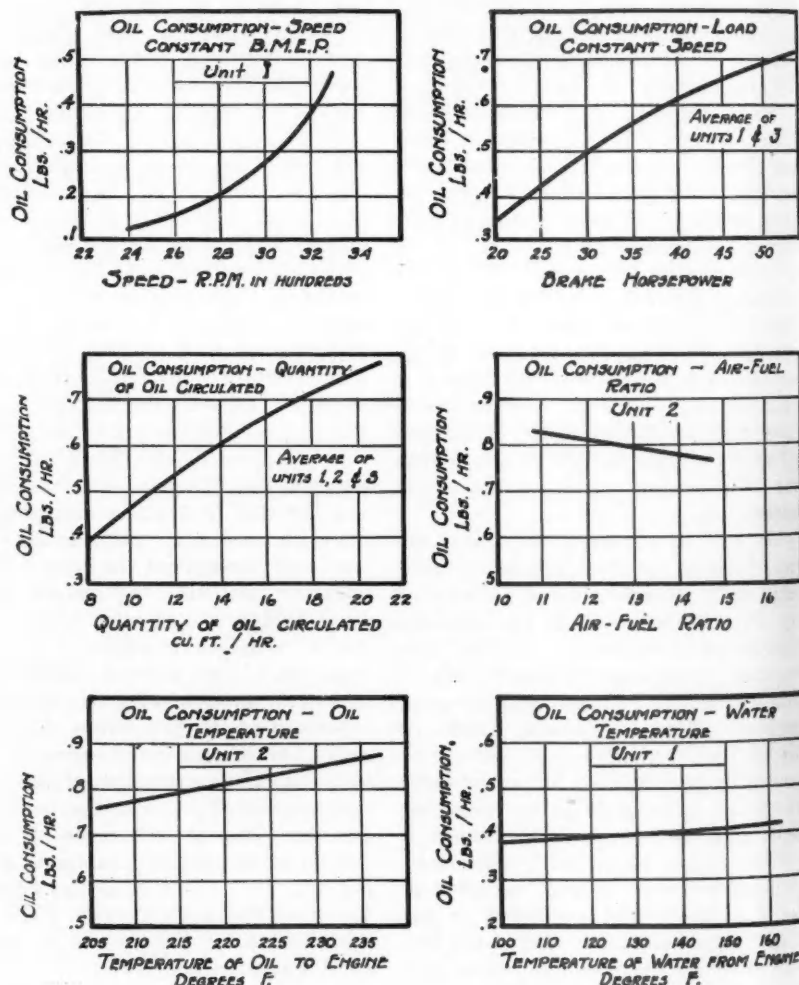 OIL CONSUMPTION-SPEED
CONSTANT B.M.E.P.
UNIT 1
OIL CONSUMPTION
LBS. / HR.
.5
.4
.3
.2
.1
22 24 26 28 30 32 34
SPEED - R.P.M. IN HUNDREDS
OIL CONSUMPTION-LOAD
CONSTANT SPEED
AVERAGE OF
UNITS 1 & 3
OIL CONSUMPTION
LBS. / HR.
.7
.6
.5
.4
.3
20 25 30 35 40 45 50
BRAKE HORSEPOWER
OIL CONSUMPTION - QUANTITY
OF OIL CIRCULATED
AVERAGE OF
UNITS 1, 2 & 3
OIL CONSUMPTION
LBS. / HR.
.7
.6
.5
.4
.3
8 10 12 14 16 18 20 22
QUANTITY OF OIL CIRCULATED
CU. FT. / HR.
OIL CONSUMPTION - AIR-FUEL
RATIO
UNIT 2
OIL CONSUMPTION
LBS. / HR.
.9
.8
.7
.6
.5
10 11 12 13 14 15 16
AIR-FUEL RATIO
OIL CONSUMPTION - OIL
TEMPERATURE
UNIT 2
OIL CONSUMPTION
LBS. / HR.
.9
.8
.7
.6
.5
205 210 215 220 225 230 235
TEMPERATURE OF OIL TO ENGINE
DEGREES F.
OIL CONSUMPTION - WATER
TEMPERATURE
UNIT 1
OIL CONSUMPTION,
LBS. / HR.
.6
.5
.4
.3
.2
100 110 120 130 140 150 160
TEMPERATURE OF WATER FROM ENGINE
DEGREES F.